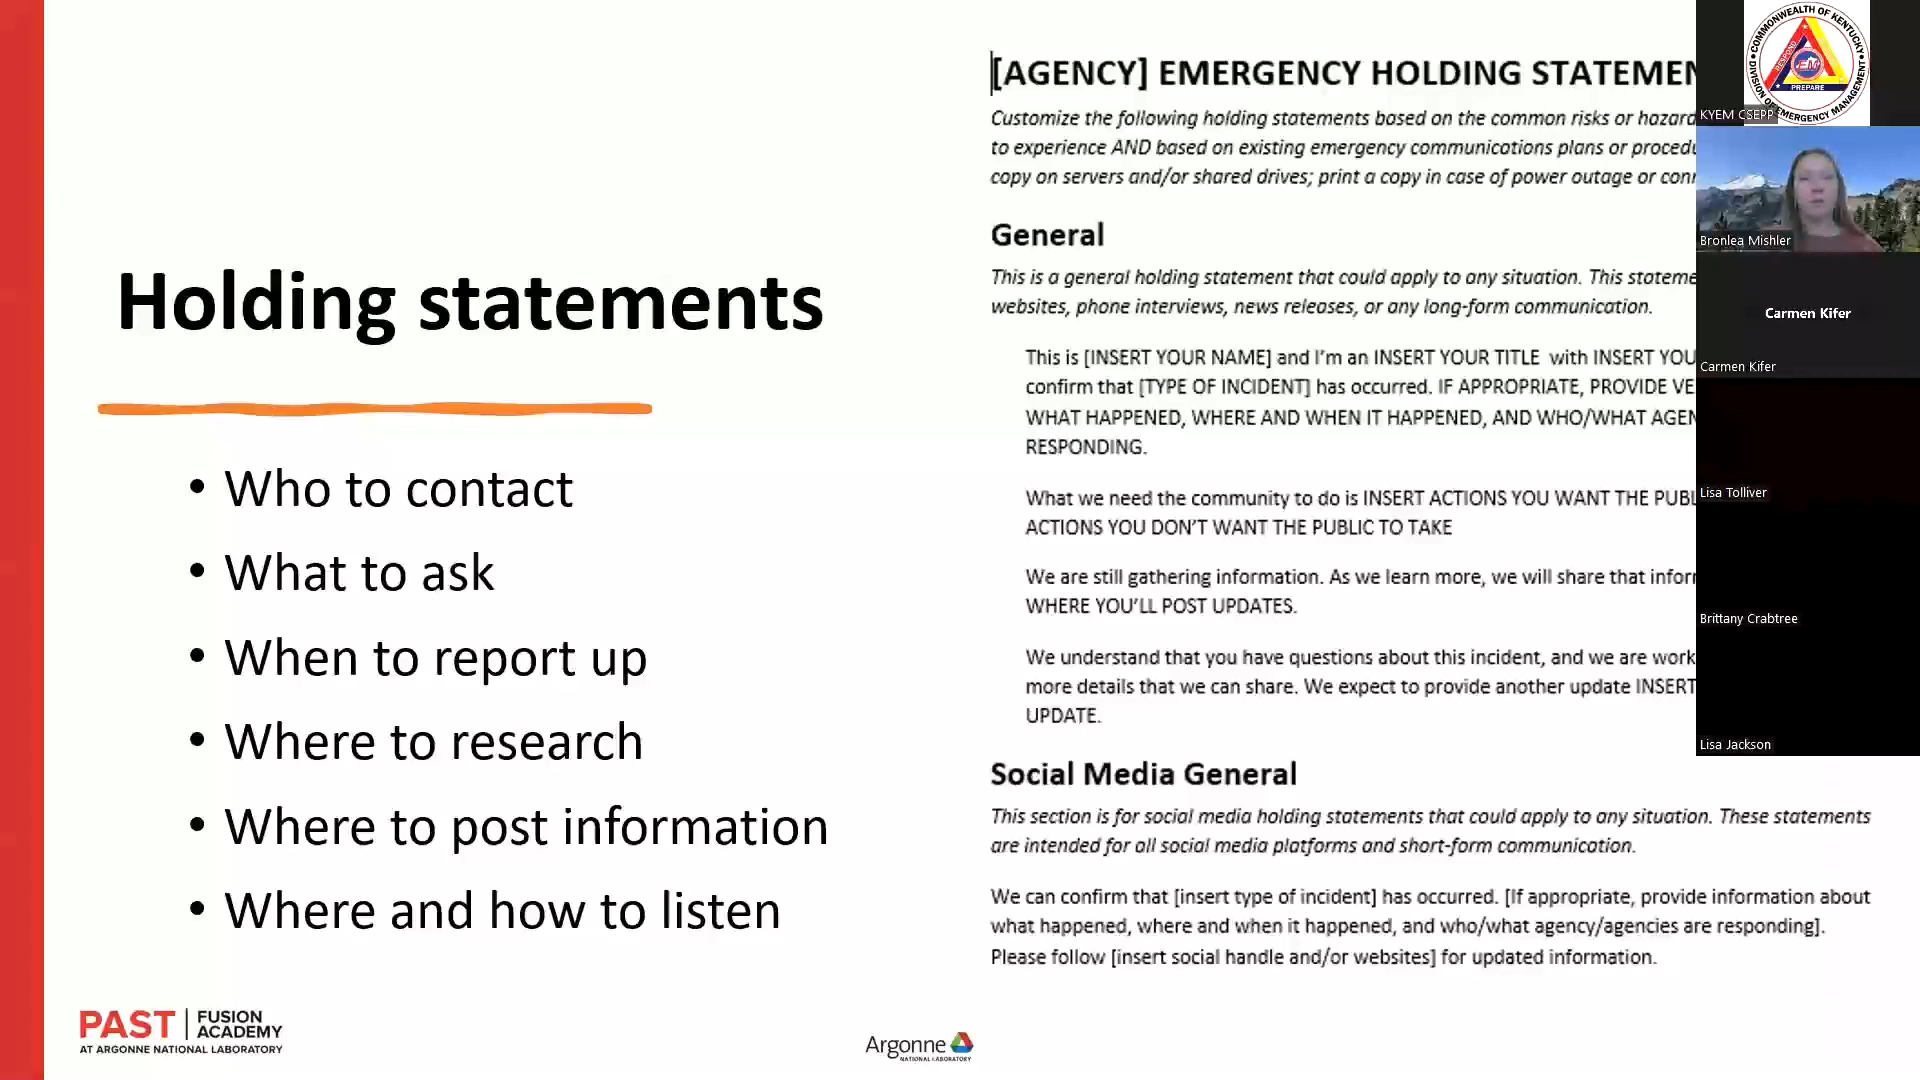 Holding statements
• Who to contact
• What to ask
• When to report up
• Where to research
• Where to post information
• Where and how to listen
PAST | FUSION ACADEMY
AT ARGONNE NATIONAL LABORATORY
Argonne
NATIONAL LABORATORY
[AGENCY] EMERGENCY HOLDING STATEMEN
Customize the following holding statements based on the common risks or hazard
to experience AND based on existing emergency communications plans or procedu
copy on servers and/or shared drives; print a copy in case of power outage or con
General
This is a general holding statement that could apply to any situation. This stateme
websites, phone interviews, news releases, or any long-form communication.
This is [INSERT YOUR NAME] and I'm an INSERT YOUR TITLE with INSERT YOU
confirm that [TYPE OF INCIDENT] has occurred. IF APPROPRIATE, PROVIDE VE
WHAT HAPPENED, WHERE AND WHEN IT HAPPENED, AND WHO/WHAT AGEN
RESPONDING.
What we need the community to do is INSERT ACTIONS YOU WANT THE PUBL
ACTIONS YOU DON'T WANT THE PUBLIC TO TAKE
We are still gathering information. As we learn more, we will share that infor
WHERE YOU'LL POST UPDATES.
We understand that you have questions about this incident, and we are work
more details that we can share. We expect to provide another update INSERT
UPDATE.
Social Media General
This section is for social media holding statements that could apply to any situation. These statements
are intended for all social media platforms and short-form communication.
We can confirm that [insert type of incident] has occurred. [If appropriate, provide information about
what happened, where and when it happened, and who/what agency/agencies are responding].
Please follow [insert social handle and/or websites] for updated information.
COMMONWEALTH OF KENTUCKY
DIVISION OF EMERGENCY MANAGEMENT
RESPOND
EM
PREPARE
KYEM CSEPP
Bronlea Mishler
Carmen Kifer
Carmen Kifer
Lisa Tolliver
Brittany Crabtree
Lisa Jackson